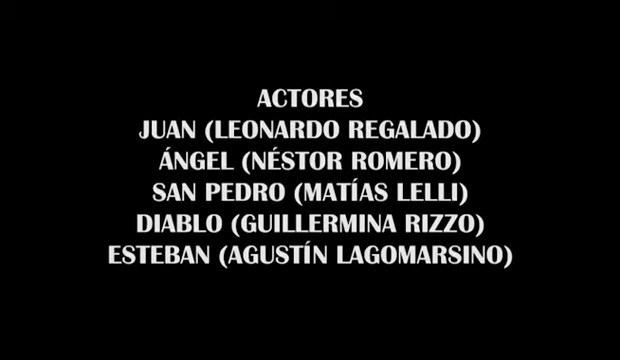 ACTORES
JUAN (LEONARDO REGALADO)
ÁNGEL (NÉSTOR ROMERO)
SAN PEDRO (MATÍAS LELLI)
DIABLO (GUILLERMINA RIZZO)
ESTEBAN (AGUSTÍN LAGOMARSINO)